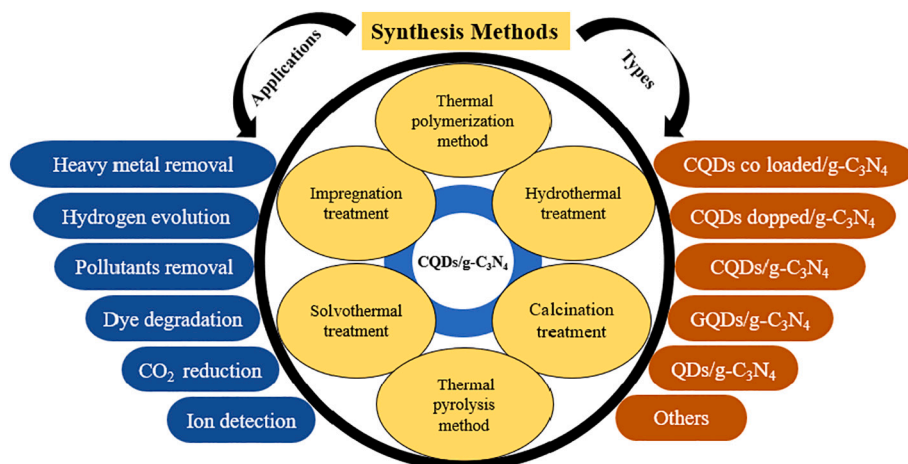 Synthesis Methods
Applications
Types
Heavy metal removal
Hydrogen evolution
Pollutants removal
Dye degradation
CO₂ reduction
Ion detection
Thermal
polymerization
method
Impregnation
treatment
Hydrothermal
treatment
CQDs/g-C₃N₄
Solvothermal
treatment
Calcination
treatment
Thermal
pyrolysis
method
CQDs co loaded/g-C₃N₄
CQDs dopped/g-C₃N₄
CQDs/g-C₃N₄
GQDs/g-C₃N₄
QDs/g-C₃N₄
Others